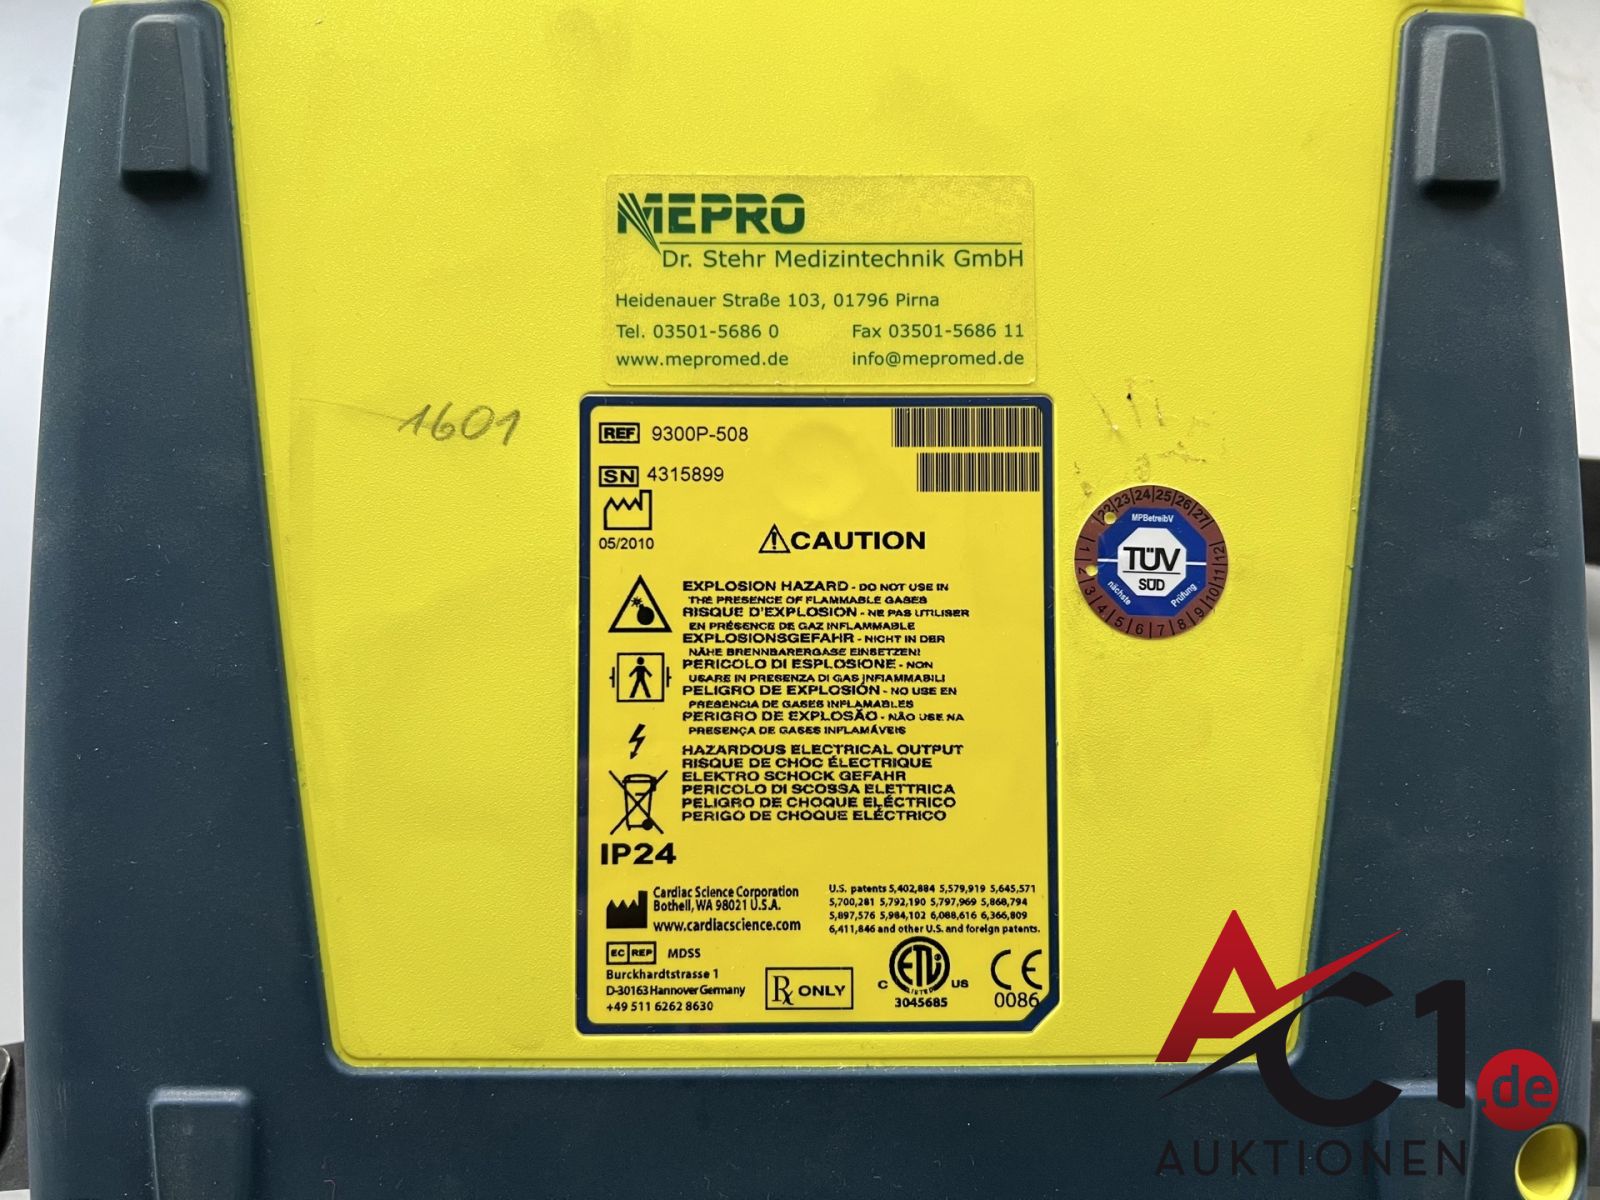 MEPRO
Dr. Stehr Medizintechnik GmbH
Heidenauer Straße 103, 01796 Pirna
Tel. 03501-5686 0 Fax 03501-5686 11
www.mepromed.de info@mepromed.de
1601
REF 9300P-508
SN 4315899
05/2010
CAUTION
EXPLOSION HAZARD - DO NOT USE IN
THE PRESENCE OF FLAMMABLE GASES
RISQUE D'EXPLOSION - NE PAS UTILISER
EN PRÉSENCE DE GAZ INFLAMMABLE
EXPLOSIONSGEFAHR - NICHT IN DER
NÄHE BRENNBARERGASE EINSETZEN!
PERICOLO DI ESPLOSIONE - NON
USARE IN PRESENZA DI GAS INFIAMMABILI
PELIGRO DE EXPLOSIÓN - NO USE EN
PRESENCIA DE GASES INFLAMABLES
PERIGRO DE EXPLOSÃO - NÃO USE NA
PRESENÇA DE GASES INFLAMÁVEIS
HAZARDOUS ELECTRICAL OUTPUT
RISQUE DE CHOC ÉLECTRIQUE
ELEKTRO SCHOCK GEFAHR
PERICOLO DI SCOSSA ELETTRICA
PELIGRO DE CHOQUE ELÉCTRICO
PERIGO DE CHOQUE ELÉCTRICO
IP24
Cardiac Science Corporation
Bothell, WA 98021 U.S.A.
www.cardiacscience.com
U.S. patents 5,402,884 5,579,919 5,645,571
5,700,281 5,792,190 5,797,969 5,868,794
5,897,576 5,984,102 6,088,616 6,366,809
6,411,846 and other U.S. and foreign patents.
EC REP MDSS
Burckhardtstrasse 1
D-30163 Hannover Germany
+49 511 6262 8630
Rx ONLY
C ETL US
LISTED
3045685
CE
0086
22 23 24 25 26 27
MPBetreibV
TÜV
SÜD
nächste Prüfung
1 2 3 4 5 6 7 8 9 10 11 12
AC1.de
AUKTIONEN